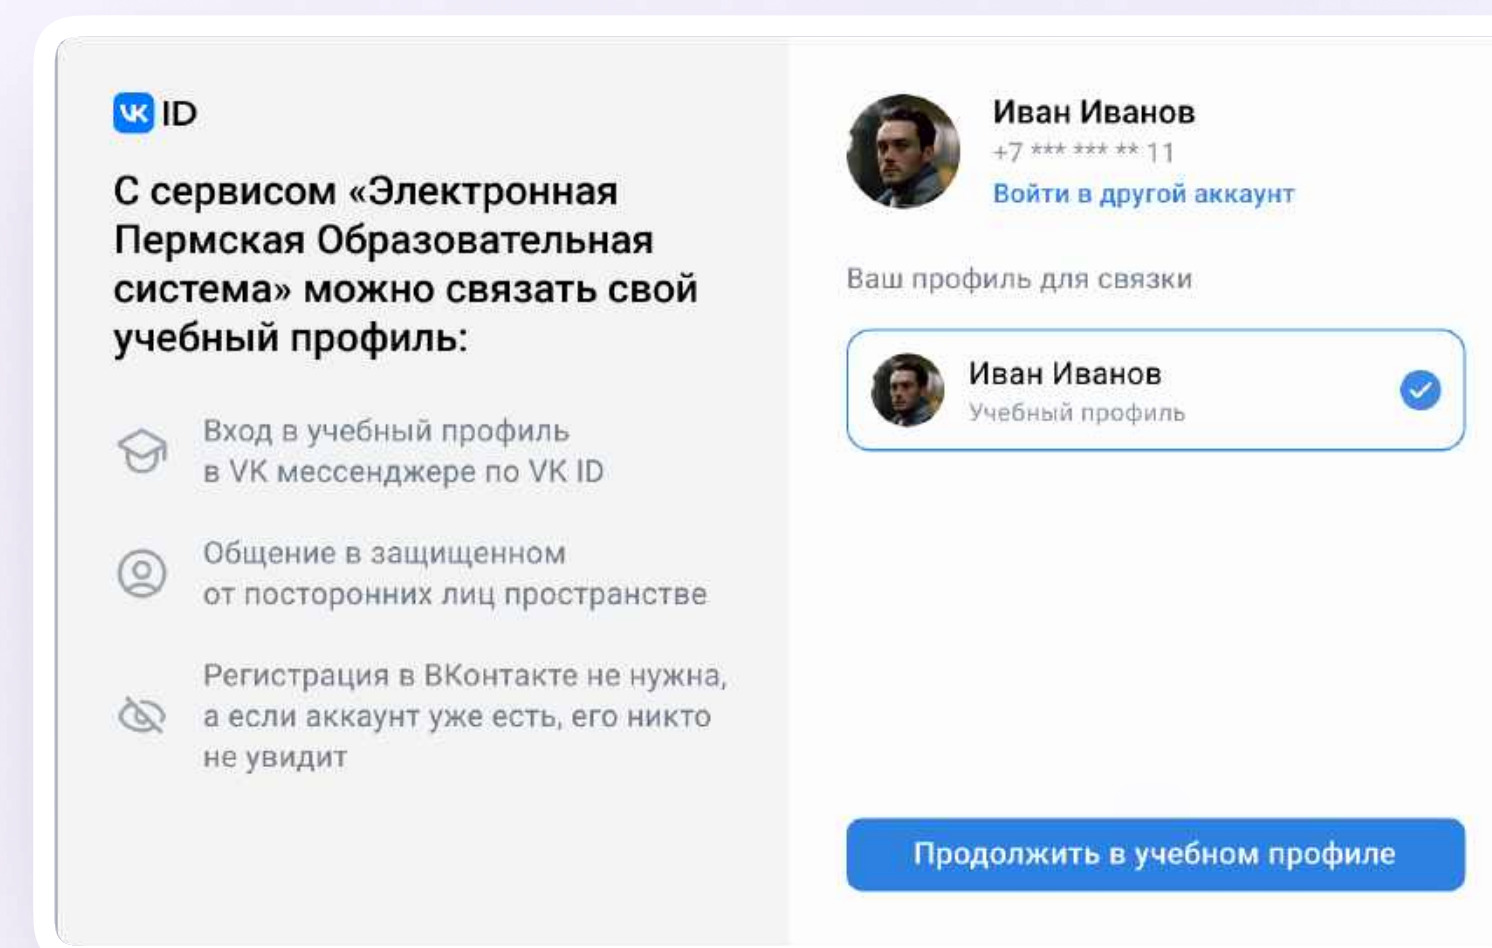 VK ID
С сервисом «Электронная
Пермская Образовательная
система» можно связать свой
учебный профиль:
Вход в учебный профиль
в VK мессенджере по VK ID
Общение в защищенном
от посторонних лиц пространстве
Регистрация в ВКонтакте не нужна,
а если аккаунт уже есть, его никто
не увидит
Иван Иванов
+7 *** *** ** 11
Войти в другой аккаунт
Ваш профиль для связки
Иван Иванов
Учебный профиль
Продолжить в учебном профиле